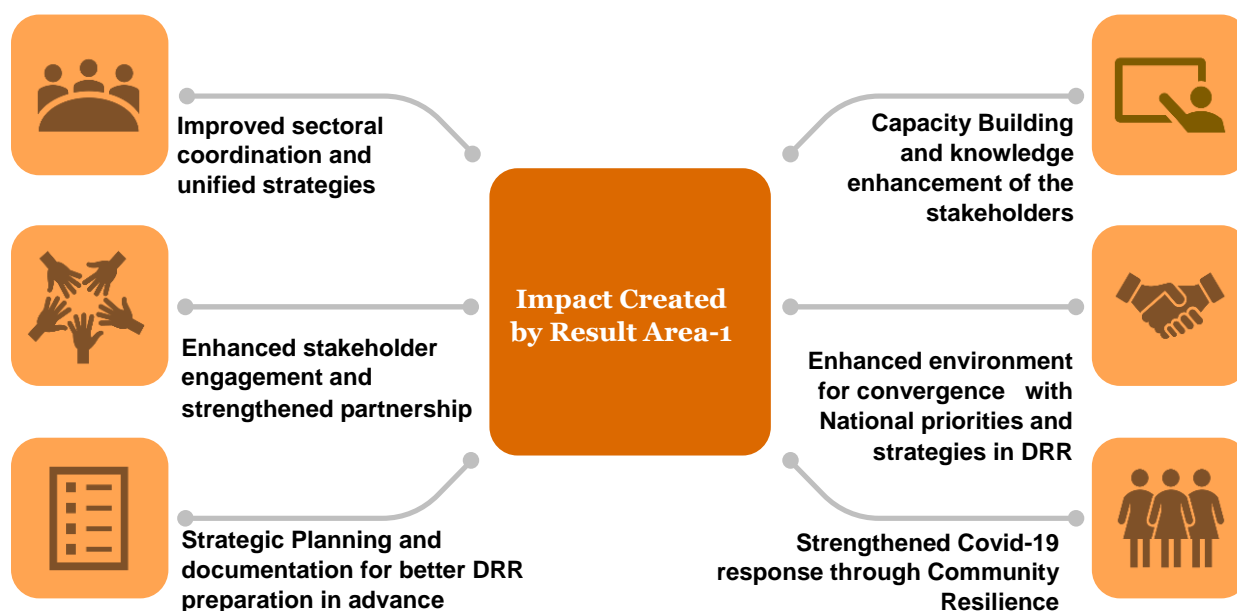 Improved sectoral
coordination and
unified strategies
Enhanced stakeholder
engagement and
strengthened partnership
Strategic Planning and
documentation for better DRR
preparation in advance
Impact Created
by Result Area-1
Capacity Building
and knowledge
enhancement of the
stakeholders
Enhanced environment
for convergence with
National priorities and
strategies in DRR
Strengthened Covid-19
response through Community
Resilience